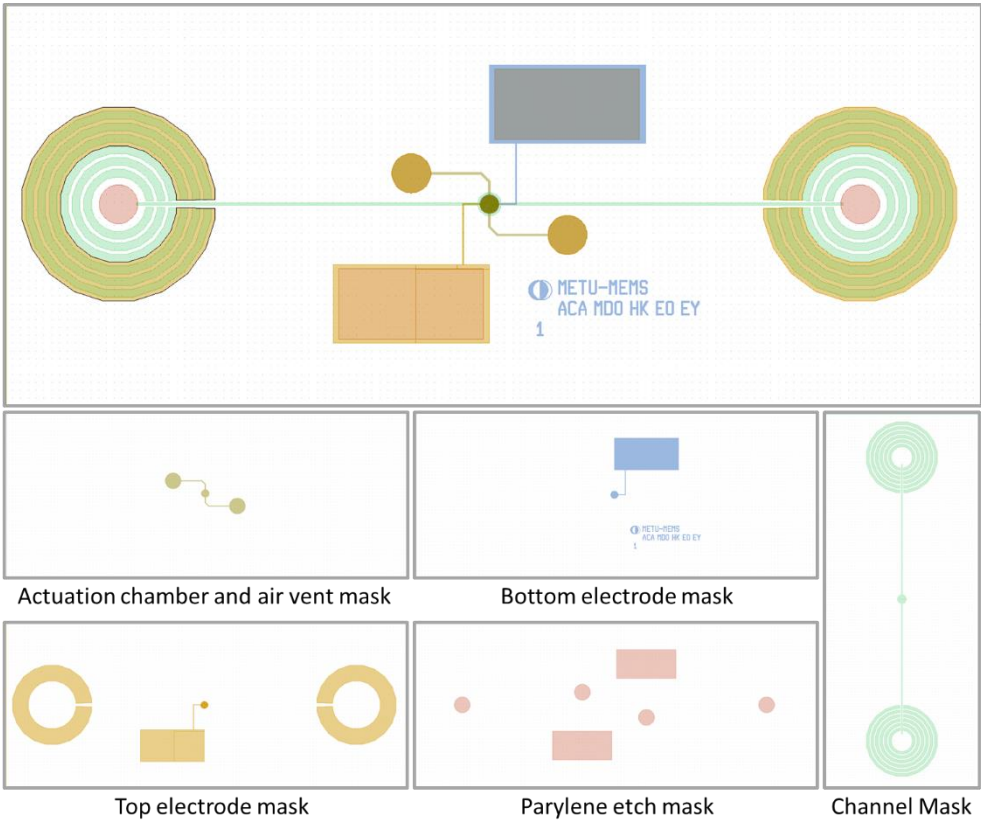 METU-MEMS
ACA MDO HK EO EY
1
Actuation chamber and air vent mask
METU-MEMS
ACA MDO HK EO EY
1
Bottom electrode mask
Top electrode mask
Parylene etch mask
Channel Mask